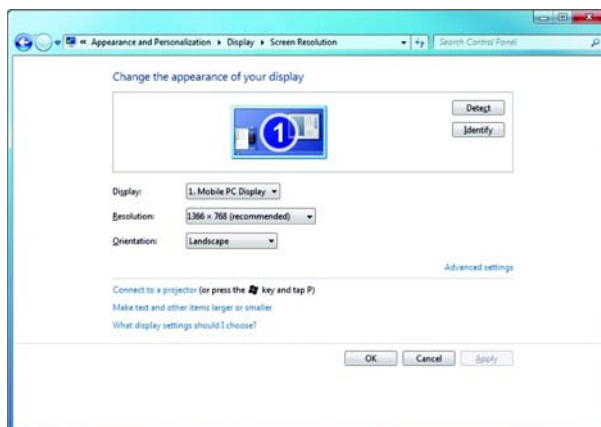 « Appearance and Personalization ▸ Display ▸ Screen Resolution
Search Control Panel
Change the appearance of your display
1
Detect
Identify
Display: 1. Mobile PC Display
Resolution: 1366 × 768 (recommended)
Orientation: Landscape
Advanced settings
Connect to a projector (or press the key and tap P)
Make text and other items larger or smaller
What display settings should I choose?
OK Cancel Apply